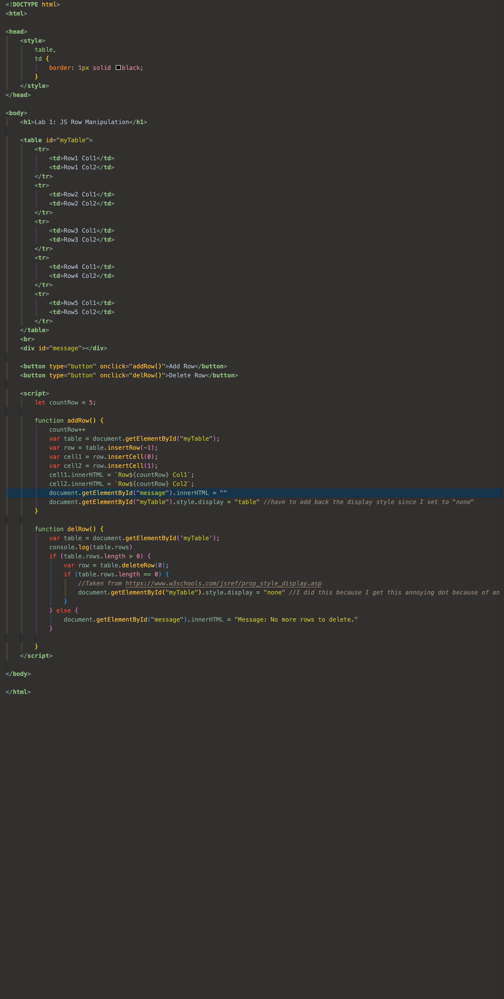 <!DOCTYPE html>
<html>
<head>
<style>
table,
td {
border: 1px solid black;
}
</style>
</head>
<body>
<h1>Lab 1: JS Row Manipulation</h1>
<table id="myTable">
<tr>
<td>Row1 Col1</td>
<td>Row1 Col2</td>
</tr>
<tr>
<td>Row2 Col1</td>
<td>Row2 Col2</td>
</tr>
<tr>
<td>Row3 Col1</td>
<td>Row3 Col2</td>
</tr>
<tr>
<td>Row4 Col1</td>
<td>Row4 Col2</td>
</tr>
<tr>
<td>Row5 Col1</td>
<td>Row5 Col2</td>
</tr>
</table>
<br>
<div id="message"></div>
<button type="button" onclick="addRow()">Add Row</button>
<button type="button" onclick="delRow()">Delete Row</button>
<script>
let countRow = 5;
function addRow() {
countRow++
var table = document.getElementById("myTable");
var row = table.insertRow(-1);
var cell1 = row.insertCell(0);
var cell2 = row.insertCell(1);
cell1.innerHTML = `Row${countRow} Col1`;
cell2.innerHTML = `Row${countRow} Col2`;
document.getElementById("message").innerHTML = ""
document.getElementById("myTable").style.display = "table" //have to add back the display style since I set to "none"
}
function delRow() {
var table = document.getElementById('myTable');
console.log(table.rows)
if (table.rows.length > 0) {
var row = table.deleteRow(0);
if (table.rows.length == 0) {
//Taken from https://www.w3schools.com/jsref/prop_style_display.asp
document.getElementById("myTable").style.display = "none" //I did this because I get this annoying dot because of an
}
} else {
document.getElementById("message").innerHTML = "Message: No more rows to delete."
}
}
</script>
</body>
</html>